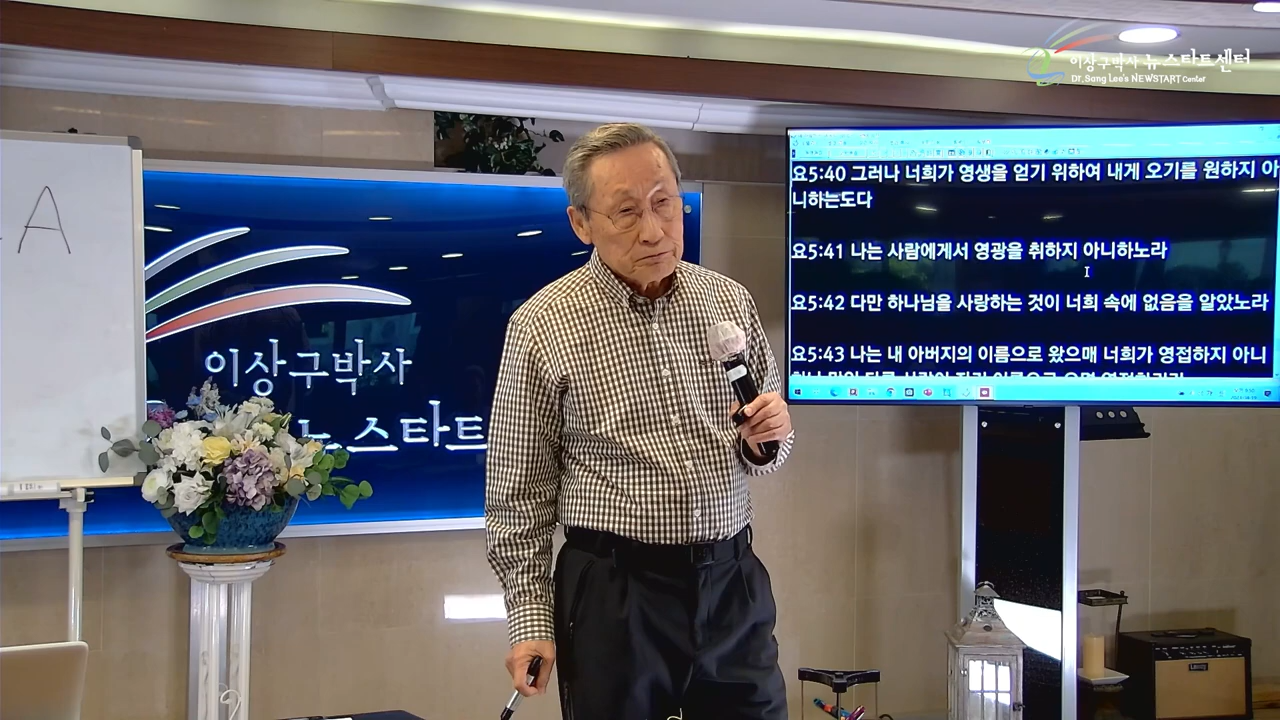 이상구박사 뉴스타트센터
Dr. Sang Lee's NEWSTART Center
A
이상구박사
뉴스타트
요5:40 그러나 너희가 영생을 얻기 위하여 내게 오기를 원하지 아
니하는도다
요5:41 나는 사람에게서 영광을 취하지 아니하노라
요5:42 다만 하나님을 사랑하는 것이 너희 속에 없음을 알았노라
요5:43 나는 내 아버지의 이름으로 왔으매 너희가 영접하지 아니
Laney